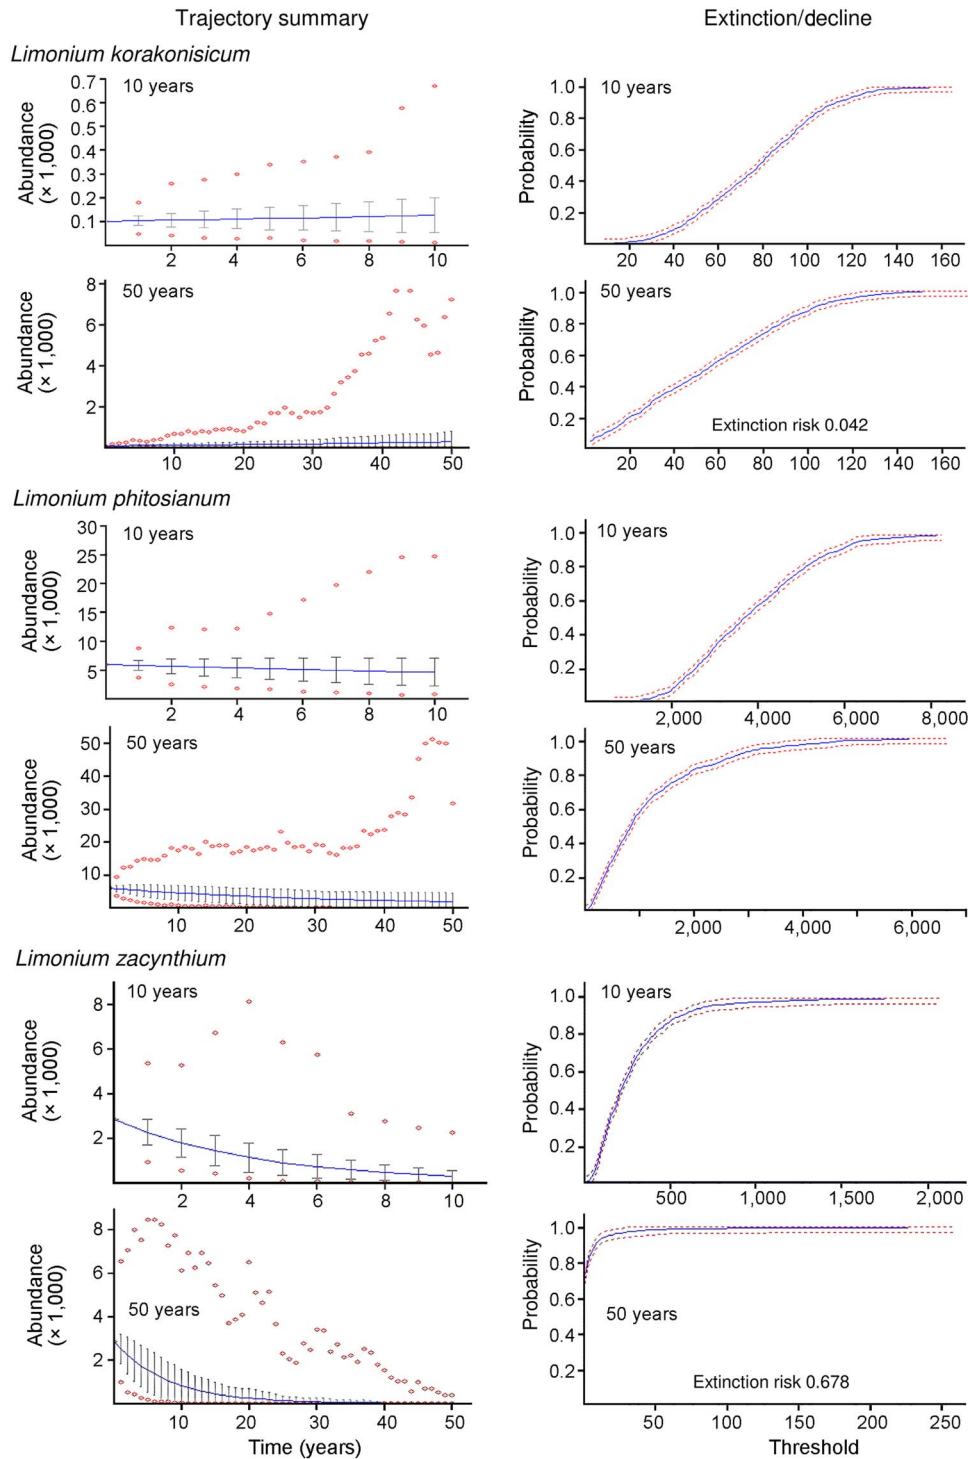 Trajectory summary
Extinction/decline
Limonium korakonisicum
10 years
Abundance
(× 1,000)
0.7
0.6
0.5
0.4
0.3
0.2
0.1
2 4 6 8 10
10 years
Probability
1.0
0.8
0.6
0.4
0.2
20 40 60 80 100 120 140 160
50 years
Abundance
(× 1,000)
8
6
4
2
10 20 30 40 50
50 years
Probability
1.0
0.8
0.6
0.4
0.2
Extinction risk 0.042
20 40 60 80 100 120 140 160
Limonium phitosianum
10 years
Abundance
(× 1,000)
30
25
20
15
10
5
2 4 6 8 10
10 years
Probability
1.0
0.8
0.6
0.4
0.2
2,000 4,000 6,000 8,000
50 years
Abundance
(× 1,000)
50
40
30
20
10
10 20 30 40 50
50 years
Probability
1.0
0.8
0.6
0.4
0.2
2,000 4,000 6,000
Limonium zacynthium
10 years
Abundance
(× 1,000)
8
6
4
2
2 4 6 8 10
10 years
Probability
1.0
0.8
0.6
0.4
0.2
500 1,000 1,500 2,000
50 years
Abundance
(× 1,000)
8
6
4
2
10 20 30 40 50
Time (years)
50 years
Probability
1.0
0.8
0.6
0.4
0.2
Extinction risk 0.678
50 100 150 200 250
Threshold